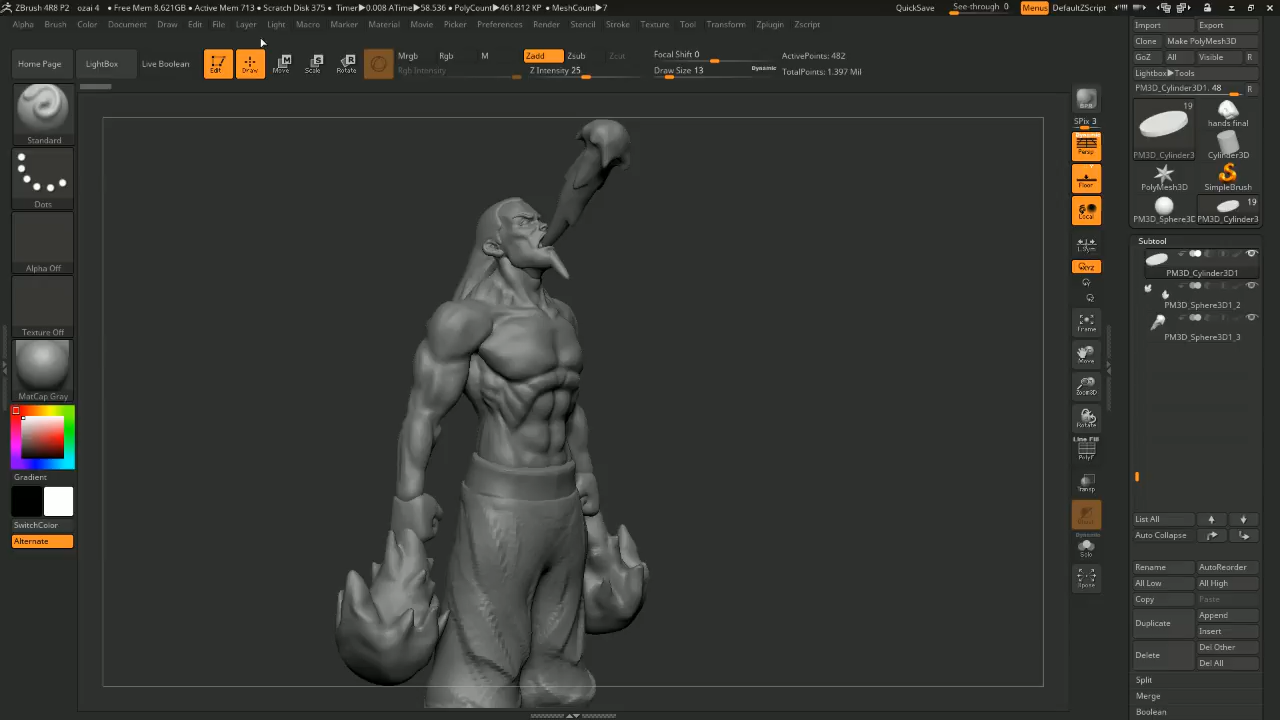 ZBrush 4R8 P2 ozai 4 ● Free Mem 8.621GB ● Active Mem 713 ● Scratch Disk 375 ● Timer▶0.008 ATime▶58.536 ● PolyCount▶461.812 KP ● MeshCount▶7 QuickSave See-through 0 Menus DefaultZScript
Alpha Brush Color Document Draw Edit File Layer Light Macro Marker Material Movie Picker Preferences Render Stencil Stroke Texture Tool Transform Zplugin Zscript
Home Page LightBox Live Boolean Edit Draw Move Scale Rotate
Mrgb Rgb M Zadd Zsub Zcut
Rgb Intensity Z Intensity 25
Focal Shift 0
Draw Size 13 Dynamic
ActivePoints: 482
TotalPoints: 1.397 Mil
Standard
Dots
Alpha Off
Texture Off
MatCap Gray
Gradient
SwitchColor
Alternate
BPR
SPix 3
Dynamic
Persp
Floor
Local
L.Sym
XYZ
Frame
Move
Zoom3D
Rotate
Line Fill
PolyF
Transp
Dynamic
Solo
Xpose
Import Export
Clone Make PolyMesh3D
GoZ All Visible R
Lightbox▶Tools
PM3D_Cylinder3D1. 48 R
19
PM3D_Cylinder3
hands final
Cylinder3D
PolyMesh3D SimpleBrush
19
PM3D_Sphere3D PM3D_Cylinder3
Subtool
PM3D_Cylinder3D1
PM3D_Sphere3D1_2
PM3D_Sphere3D1_3
List All
Auto Collapse
Rename AutoReorder
All Low All High
Copy Paste
Duplicate Append
Insert
Delete Del Other
Del All
Split
Merge
Boolean